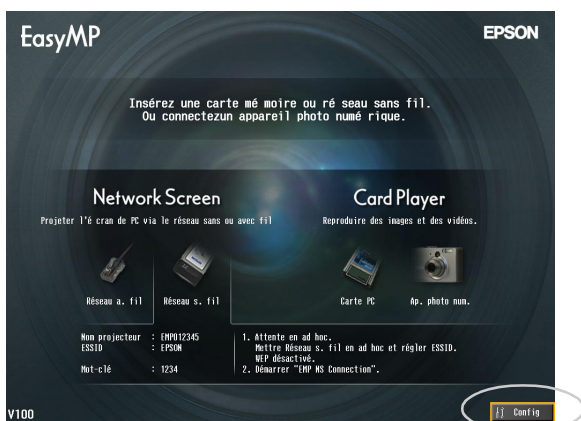 EasyMP
EPSON
Insérez une carte mé moire ou ré seau sans fil.
Ou connectezun appareil photo numé rique.
Network Screen
Projeter l'é cran de PC via le réseau sans ou avec fil
Réseau a. fil
Réseau s. fil
Card Player
Reproduire des images et des vidéos.
Carte PC
Ap. photo num.
Nom projecteur : EMP012345
ESSID : EPSON
Mot-clé : 1234
1. Attente en ad hoc.
Mettre Réseau s. fil en ad hoc et régler ESSID.
WEP désactivé.
2. Démarrer "EMP NS Connection".
V100
Config